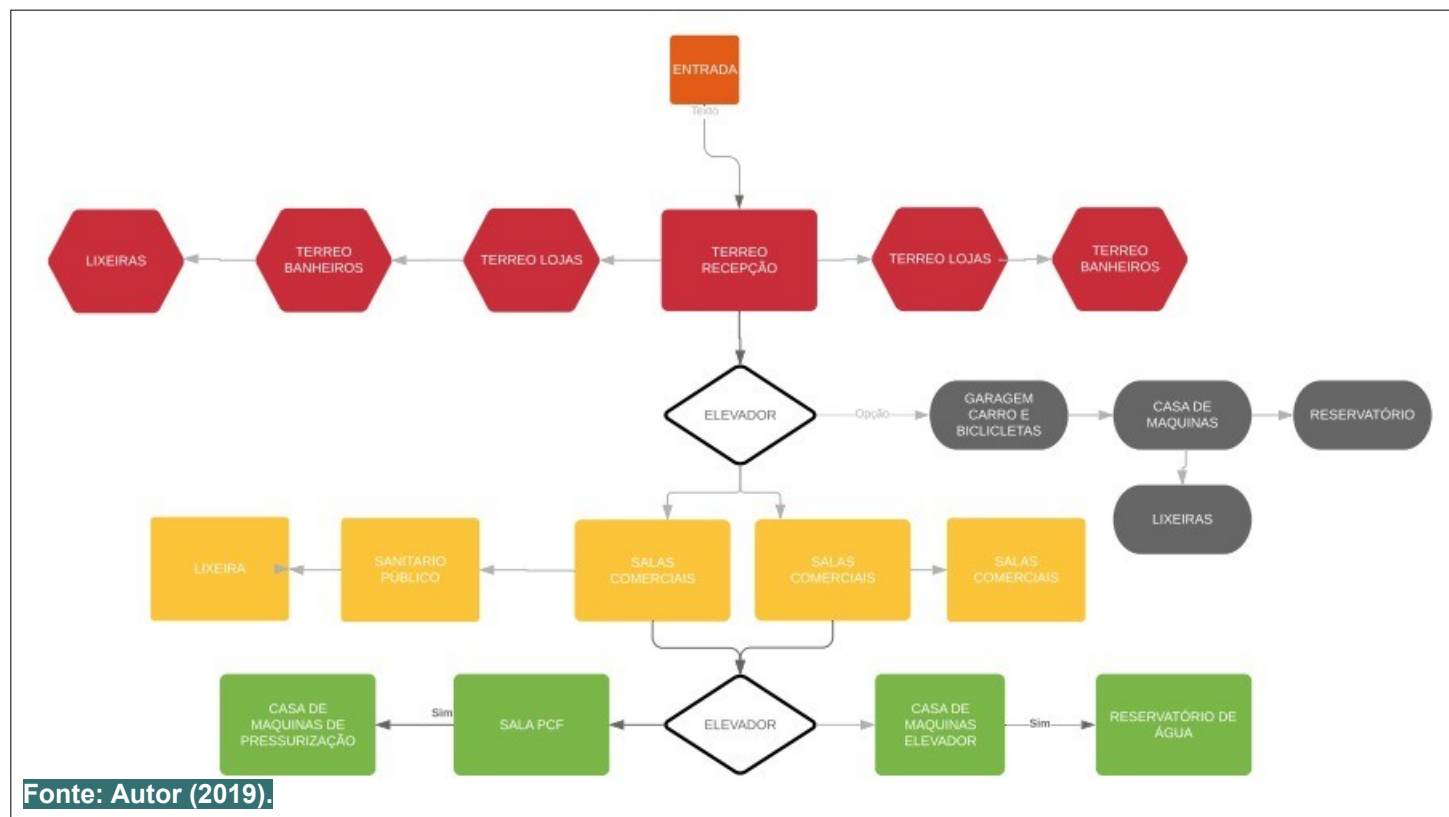 ENTRADA
Texto
LIXEIRAS
TERREO
BANHEIROS
TERREO LOJAS
TERREO
RECEPÇÃO
TERREO LOJAS
TERREO
BANHEIROS
ELEVADOR
Opção
GARAGEM
CARRO E
BICLICLETAS
CASA DE
MAQUINAS
RESERVATÓRIO
LIXEIRAS
LIXEIRA
SANITARIO
PÚBLICO
SALAS
COMERCIAIS
SALAS
COMERCIAIS
SALAS
COMERCIAIS
CASA DE
MAQUINAS DE
PRESSURIZAÇÃO
Sim
SALA PCF
ELEVADOR
CASA DE
MAQUINAS
ELEVADOR
Sim
RESERVATÓRIO DE
ÁGUA
Fonte: Autor (2019).